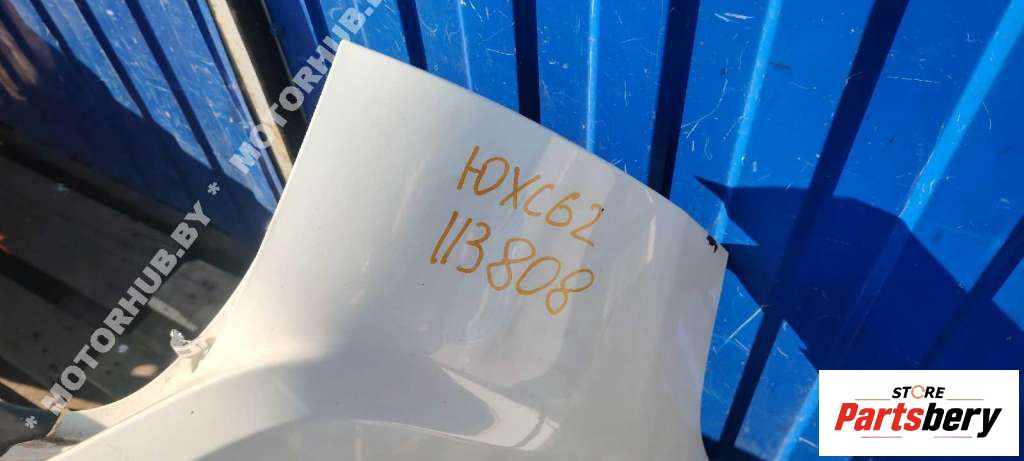 * MOTORHUB.BY * MOTORHUB.BY
ЮХС62
113808
STORE
Partsbery